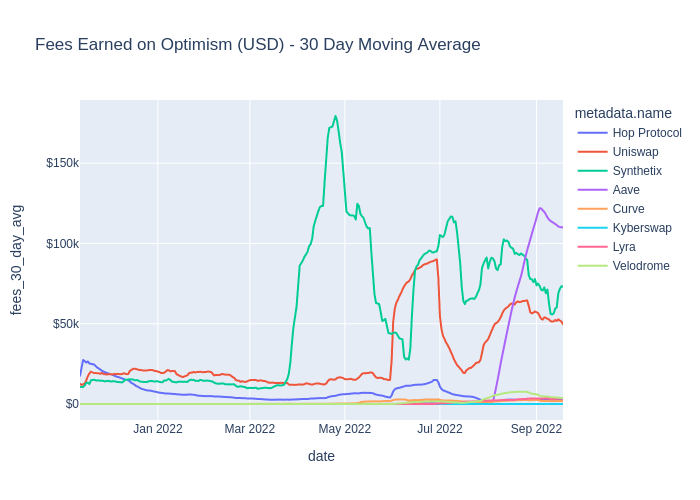 Fees Earned on Optimism (USD) - 30 Day Moving Average
metadata.name
Hop Protocol
Uniswap
Synthetix
Aave
Curve
Kyberswap
Lyra
Velodrome
fees_30_day_avg
$150k
$100k
$50k
$0
Jan 2022
Mar 2022
May 2022
Jul 2022
Sep 2022
date